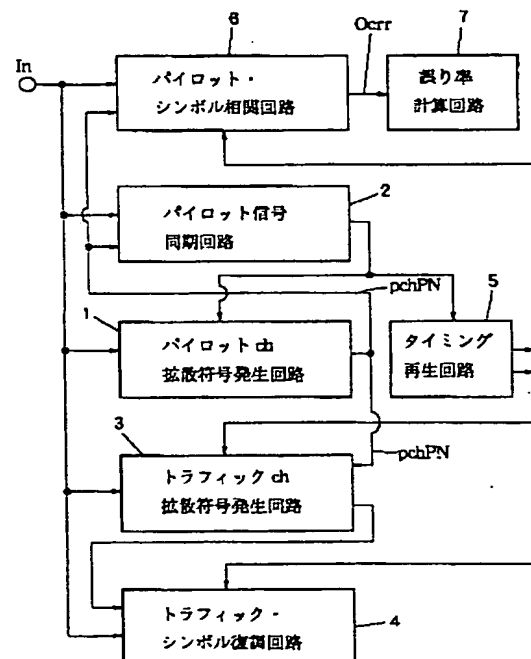 6
Ocrr
7
In
パイロット・
シンボル相関回路
誤り率
計算回路
2
パイロット信号
同期回路
pchPN
1
5
パイロット ch
拡散符号発生回路
タイミング
再生回路
3
pchPN
トラフィック ch
拡散符号発生回路
トラフィック・
シンボル復調回路
4